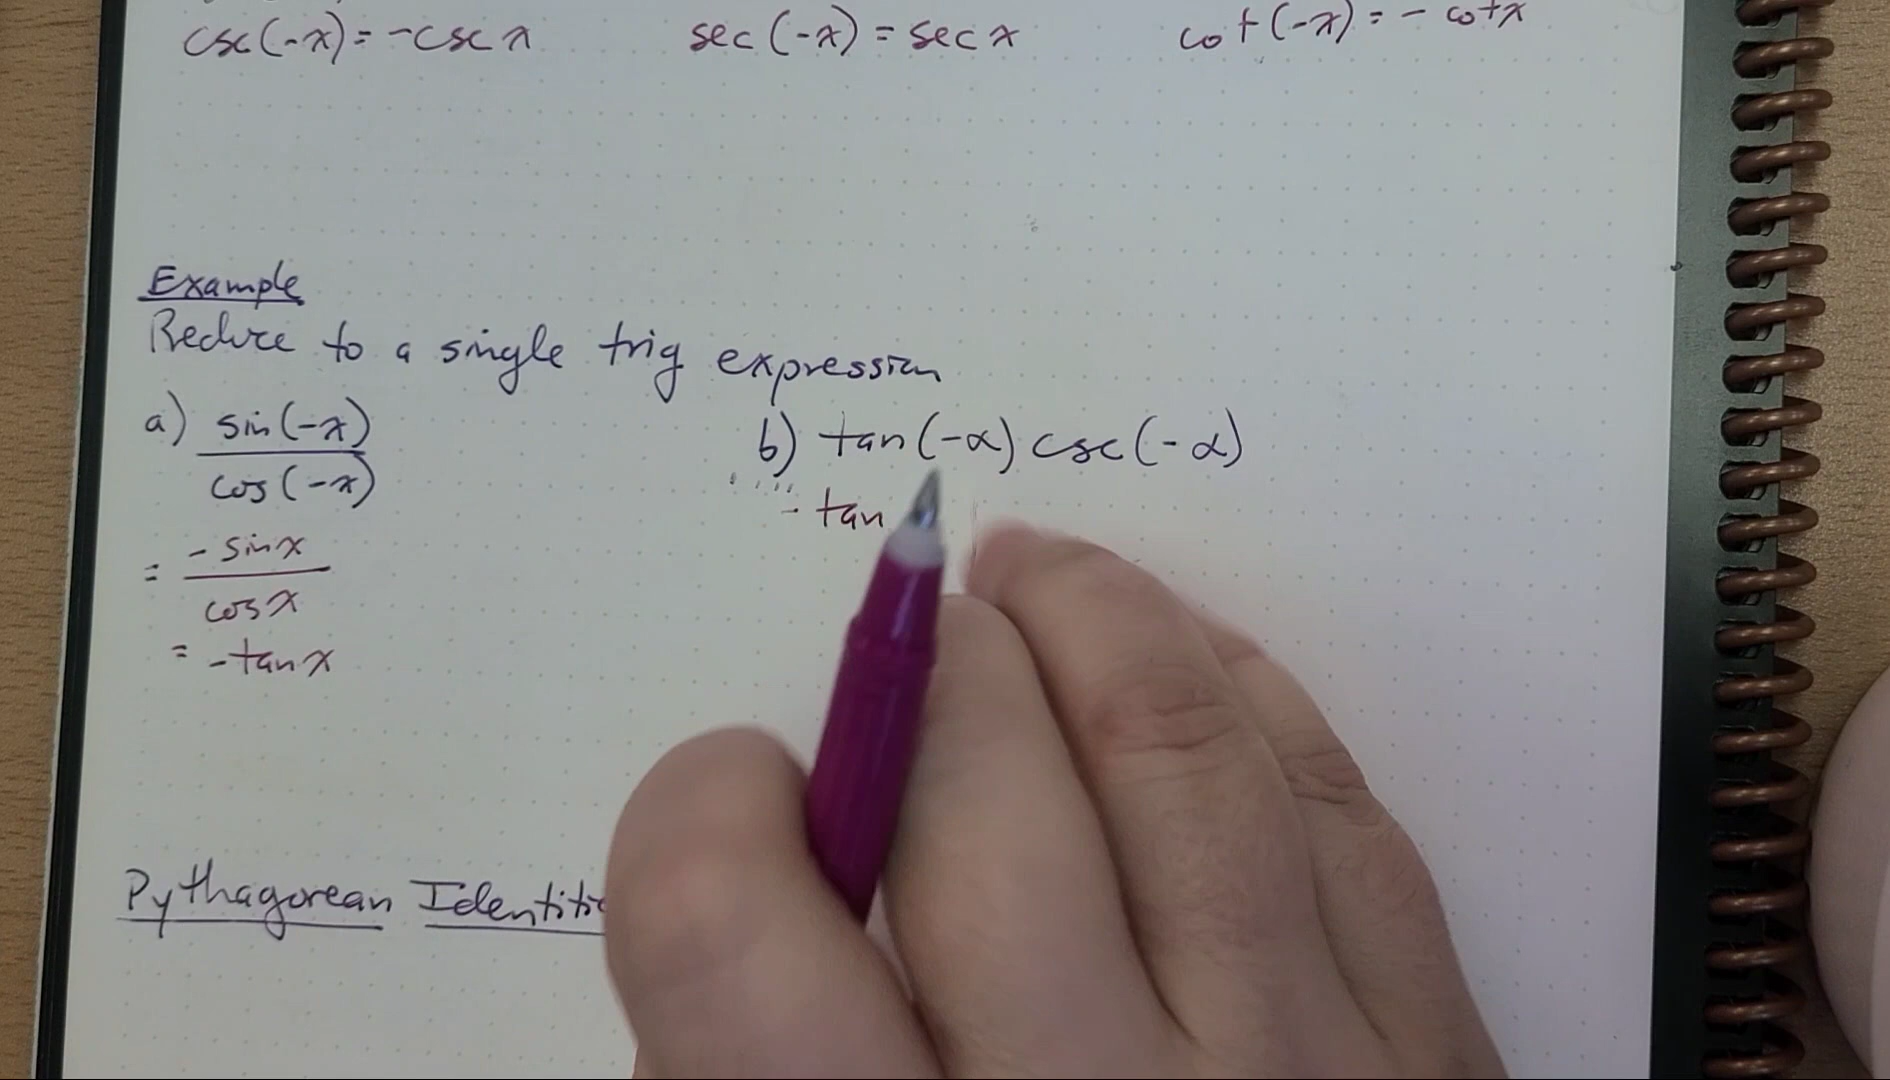 csc(-x) = -csc x sec(-x) = sec x cot(-x) = - cot x
Example
Reduce to a single trig expression
a) sin(-x) / cos(-x) b) tan(-α) csc(-α)
= -sin x / cos x - tan
= -tan x
Pythagorean